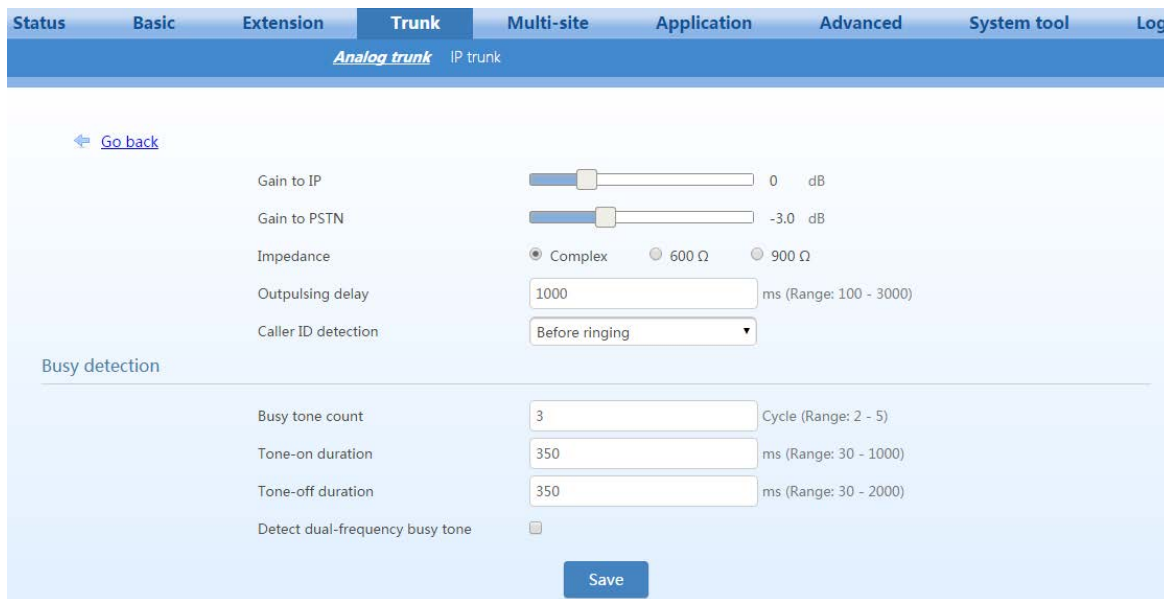 Status Basic Extension Trunk Multi-site Application Advanced System tool Log
Analog trunk IP trunk
Go back
Gain to IP 0 dB
Gain to PSTN -3.0 dB
Impedance Complex 600 Ω 900 Ω
Outpulsing delay 1000 ms (Range: 100 - 3000)
Caller ID detection Before ringing
Busy detection
Busy tone count 3 Cycle (Range: 2 - 5)
Tone-on duration 350 ms (Range: 30 - 1000)
Tone-off duration 350 ms (Range: 30 - 2000)
Detect dual-frequency busy tone
Save